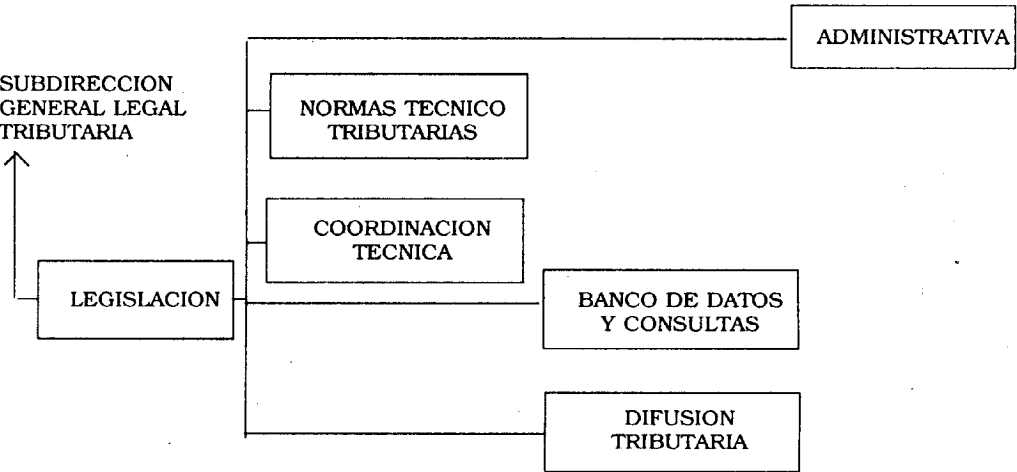 ADMINISTRATIVA
SUBDIRECCION
GENERAL LEGAL
TRIBUTARIA
NORMAS TECNICO
TRIBUTARIAS
COORDINACION
TECNICA
LEGISLACION
BANCO DE DATOS
Y CONSULTAS
DIFUSION
TRIBUTARIA